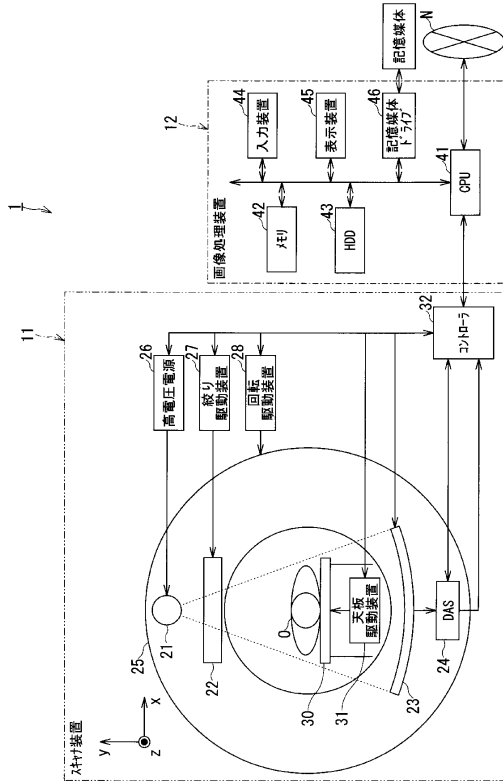 1
11
スキャナ装置
y
x
z
25
21
22
30
31
23
24
O
高電圧電源
26
絞り
駆動装置
27
回転
駆動装置
28
天板
駆動装置
DAS
コントローラ
32
12
画像処理装置
入力装置
44
表示装置
45
記憶媒体
ドライブ
46
記憶媒体
メモリ
42
HDD
43
CPU
41
N